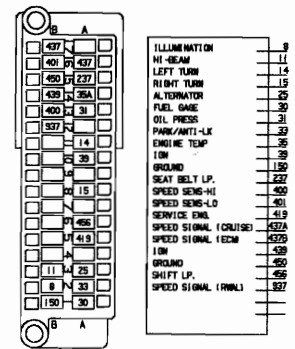 B A
437
401 437
450 237
439 35A
400 31
937
14
39
15
456
419
11 25
8 33
150 30
B A
ILLUMINATION 8
HI-BEAM 11
LEFT TURN 14
RIGHT TURN 15
ALTERNATOR 25
FUEL GAGE 30
OIL PRESS 31
PARK/ANTI-LK 33
ENGINE TEMP 35
IGN 39
GROUND 150
SEAT BELT LP. 237
SPEED SENS-HI 400
SPEED SENS-LO 401
SERVICE ENG. 419
SPEED SIGNAL (CRUISE) 437A
SPEED SIGNAL (ECM) 437B
IGN 439
GROUND 450
SHIFT LP. 456
SPEED SIGNAL (RWAL) 937